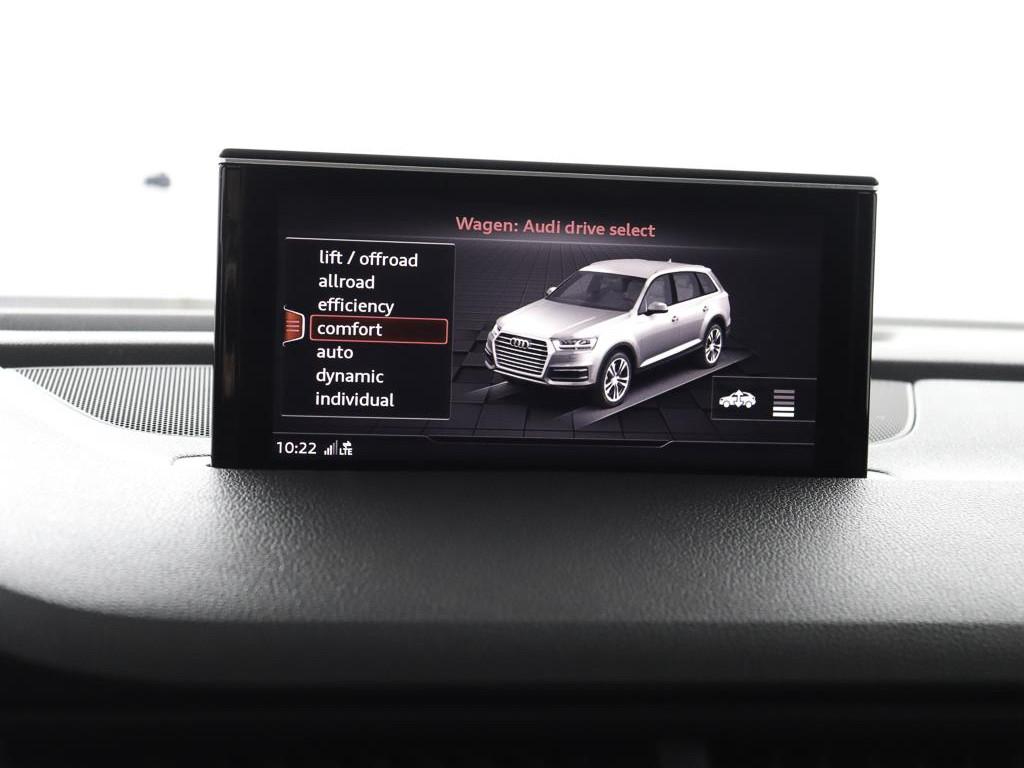 Wagen: Audi drive select
lift / offroad
allroad
efficiency
comfort
auto
dynamic
individual
10:22 LTE